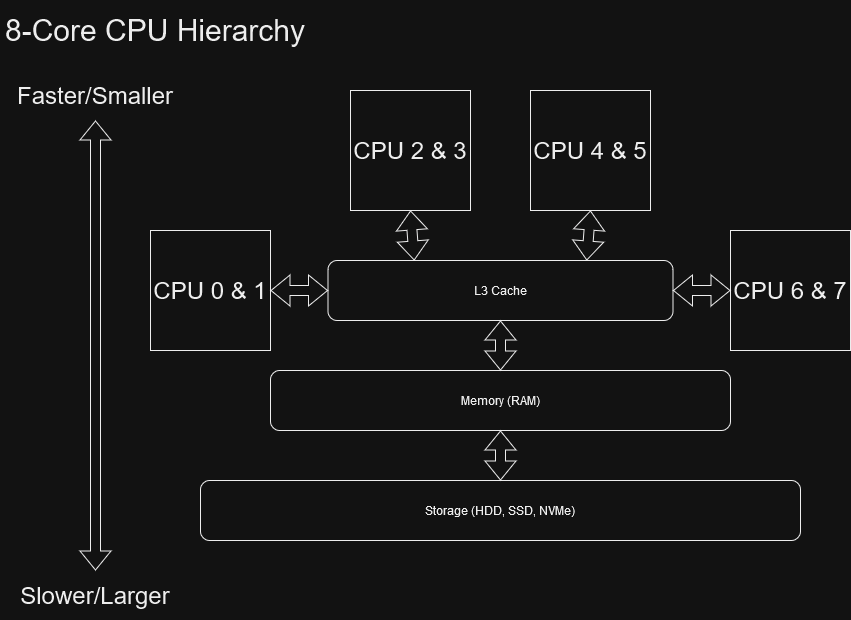 8-Core CPU Hierarchy
Faster/Smaller
CPU 2 & 3
CPU 4 & 5
CPU 0 & 1
L3 Cache
CPU 6 & 7
Memory (RAM)
Storage (HDD, SSD, NVMe)
Slower/Larger